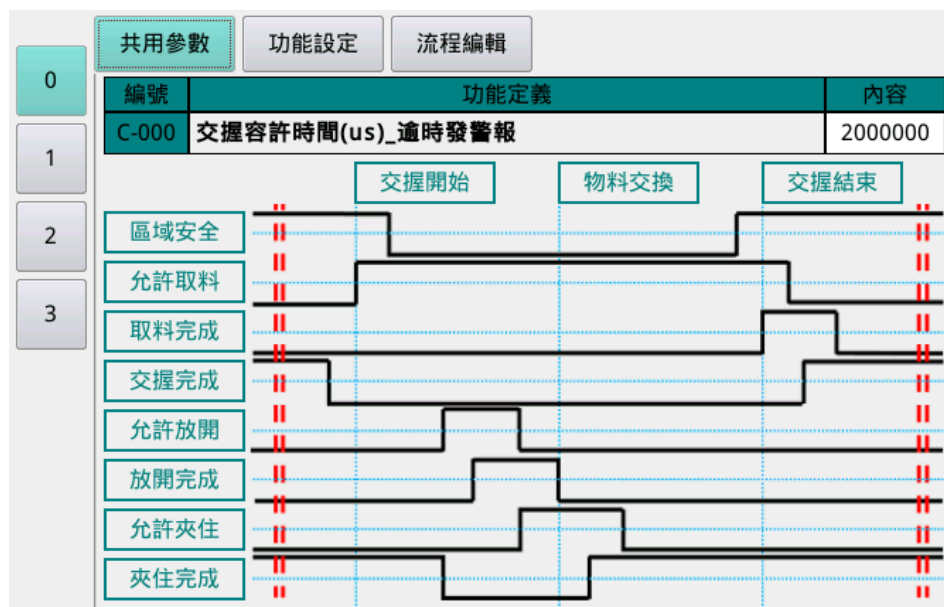 共用參數 功能設定 流程編輯
0
1
2
3
編號 功能定義 內容
C-000 交握容許時間(us)_逾時發警報 2000000
交握開始 物料交換 交握結束
區域安全
允許取料
取料完成
交握完成
允許放開
放開完成
允許夾住
夾住完成